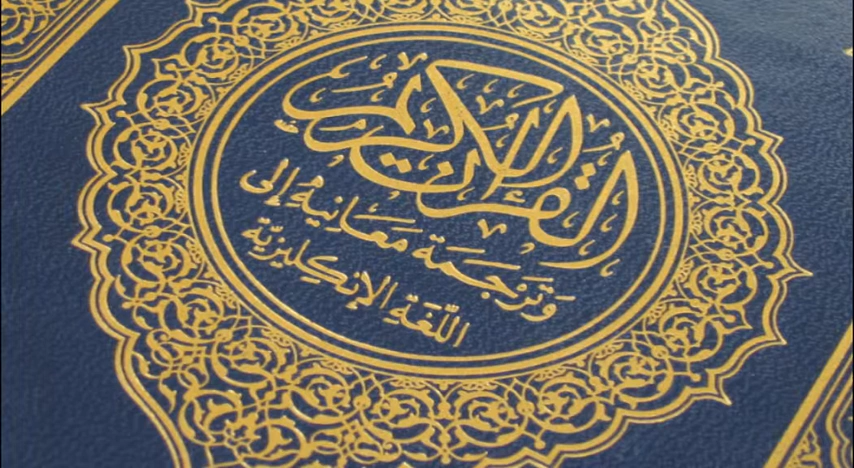 القرآن الكريم
وترجمة معانيه إلى
اللغة الإنكليزية